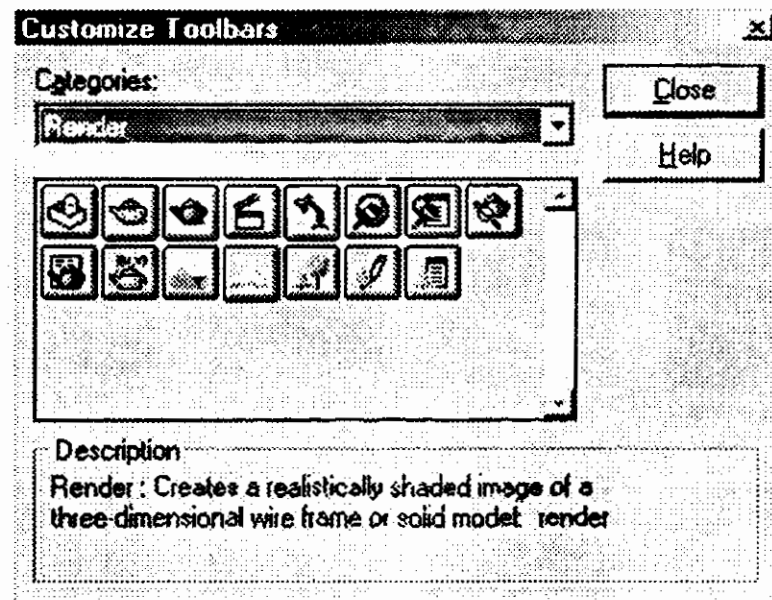 Customize Toolbars
Categories:
Render
Close
Help
Description
Render : Creates a realistically shaded image of a
three-dimensional wire frame or solid model: render